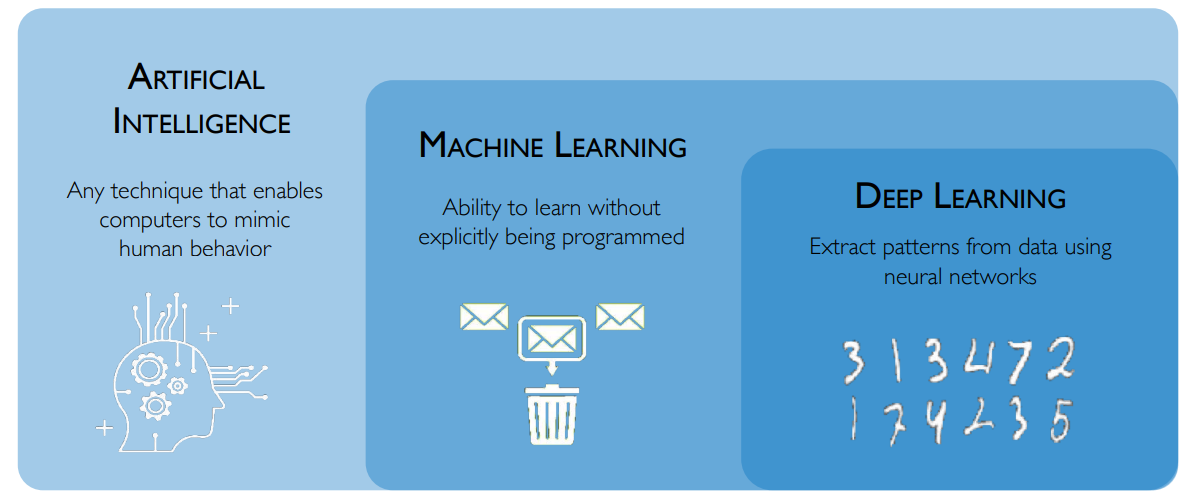 ARTIFICIAL
INTELLIGENCE
Any technique that enables
computers to mimic
human behavior
MACHINE LEARNING
Ability to learn without
explicitly being programmed
DEEP LEARNING
Extract patterns from data using
neural networks
3 1 3 4 7 2
1 7 4 2 3 5